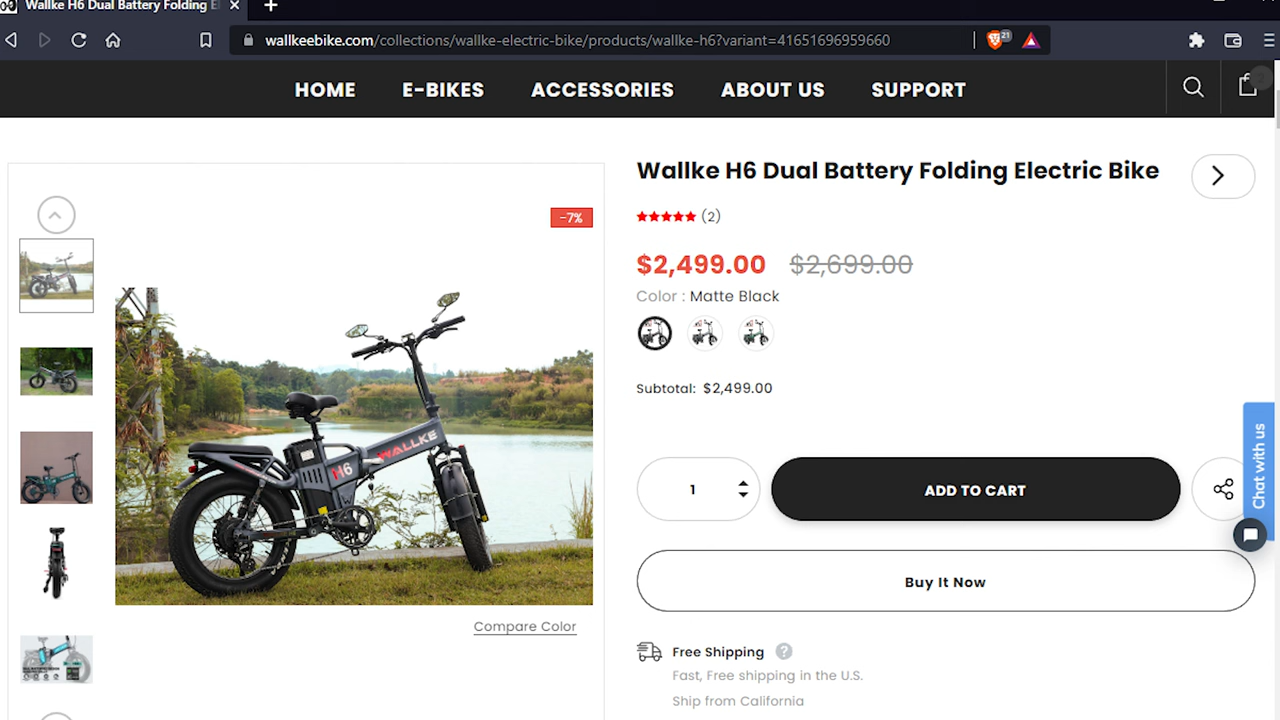 Wallke H6 Dual Battery Folding E
wallkeebike.com/collections/wallke-electric-bike/products/wallke-h6?variant=41651696959660
21
HOME
E-BIKES
ACCESSORIES
ABOUT US
SUPPORT
-7%
WALLKE
H6
Compare Color
Wallke H6 Dual Battery Folding Electric Bike
(2)
$2,499.00 $2,699.00
Color : Matte Black
Subtotal: $2,499.00
1
ADD TO CART
Buy It Now
Chat with us
Free Shipping ?
Fast, Free shipping in the U.S.
Ship from California